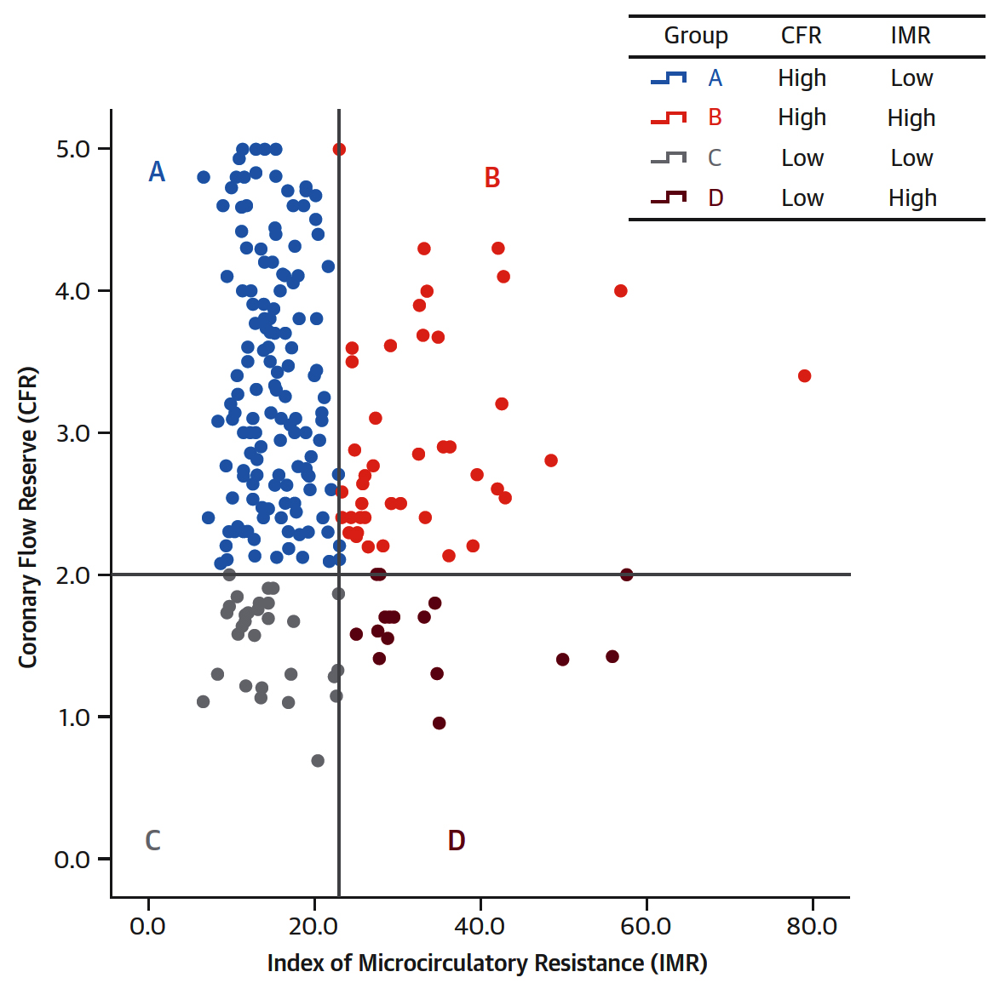 Group CFR IMR
A High Low
B High High
C Low Low
D Low High
5.0
4.0
3.0
2.0
1.0
0.0
Coronary Flow Reserve (CFR)
A
B
C
D
0.0 20.0 40.0 60.0 80.0
Index of Microcirculatory Resistance (IMR)